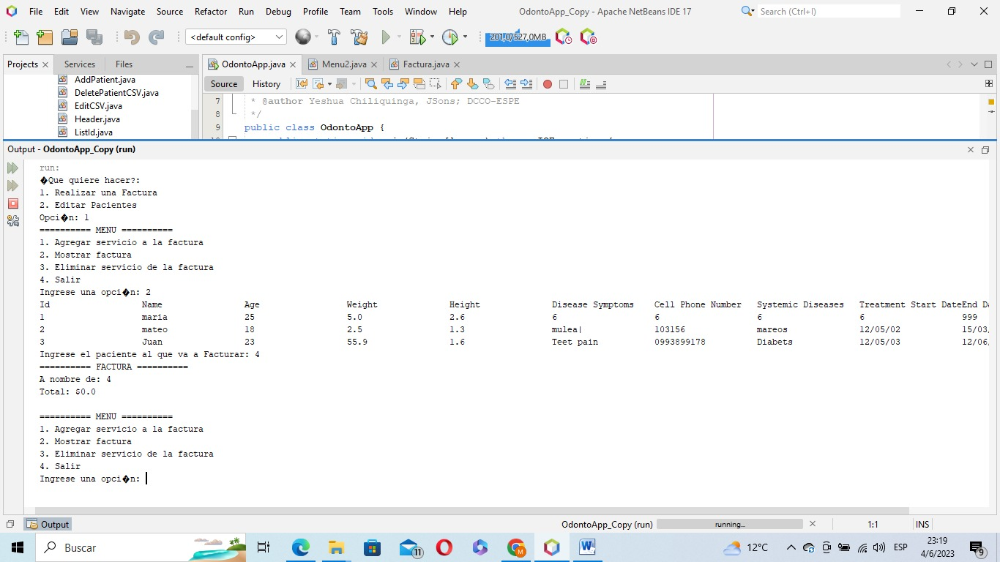 File Edit View Navigate Source Refactor Run Debug Profile Team Tools Window Help OdontoApp_Copy - Apache NetBeans IDE 17 Search (Ctrl+I)
<default config> 201,0/527,0MB
Projects Services Files OdontoApp.java Menu2.java Factura.java
Source History
AddPatient.java
DeletePatientCSV.java
EditCSV.java
Header.java
ListId.java
7 * @author Yeshua Chiliquinga, JSons; DCCO-ESPE
8 */
9 public class OdontoApp {
Output - OdontoApp_Copy (run)
run:
�Que quiere hacer?:
1. Realizar una Factura
2. Editar Pacientes
Opci�n: 1
========== MENU ==========
1. Agregar servicio a la factura
2. Mostrar factura
3. Eliminar servicio de la factura
4. Salir
Ingrese una opci�n: 2
Id Name Age Weight Height Disease Symptoms Cell Phone Number Systemic Diseases Treatment Start DateEnd Da
1 maria 25 5.0 2.6 6 6 6 6 999
2 mateo 18 2.5 1.3 mulea| 103156 mareos 12/05/02 15/03,
3 Juan 23 55.9 1.6 Teet pain 0993899178 Diabets 12/05/03 12/06,
Ingrese el paciente al que va a Facturar: 4
========== FACTURA ==========
A nombre de: 4
Total: $0.0
========== MENU ==========
1. Agregar servicio a la factura
2. Mostrar factura
3. Eliminar servicio de la factura
4. Salir
Ingrese una opci�n:
Output OdontoApp_Copy (run) running... 1:1 INS
Buscar 11 12°C ESP 23:19
4/6/2023 9